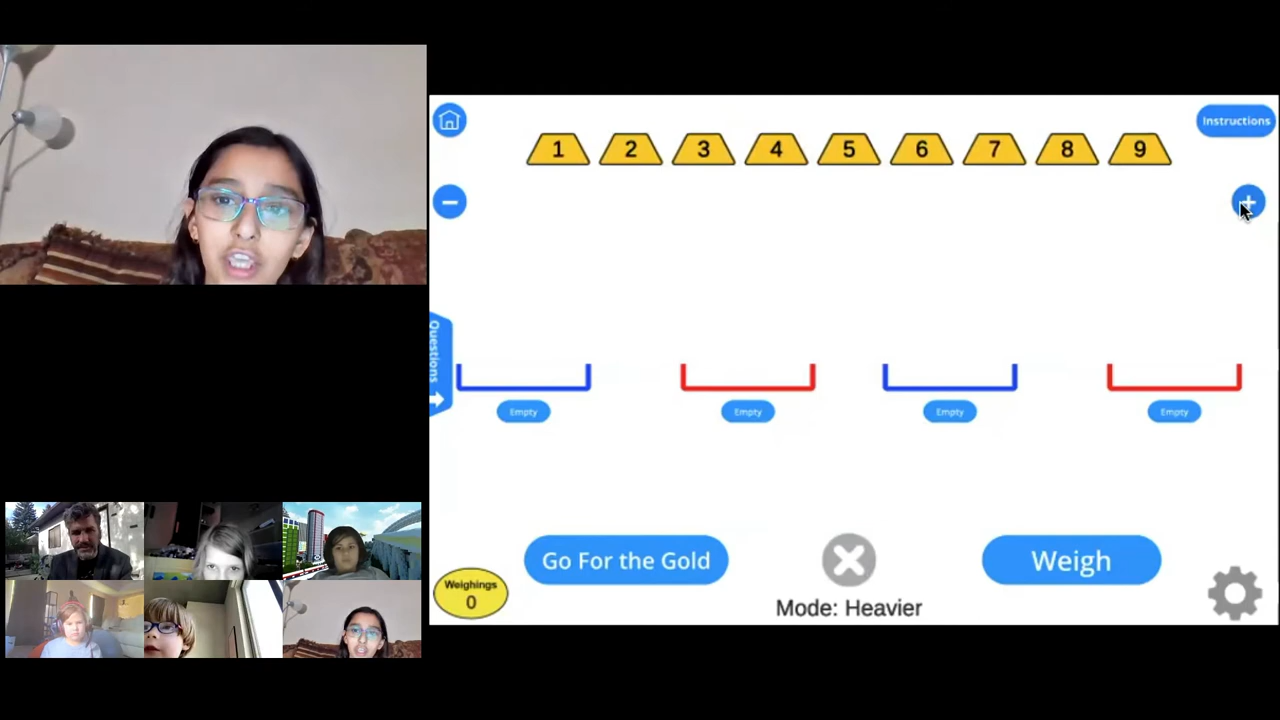 Instructions
1 2 3 4 5 6 7 8 9
Questions
Empty Empty Empty Empty
Go For the Gold
Weigh
Weighings
0
Mode: Heavier